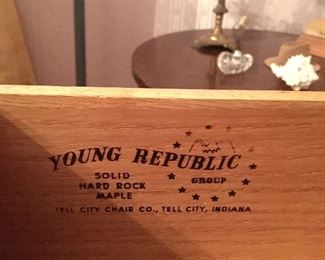 YOUNG REPUBLIC
GROUP
SOLID
HARD ROCK
MAPLE
TELL CITY CHAIR CO., TELL CITY, INDIANA